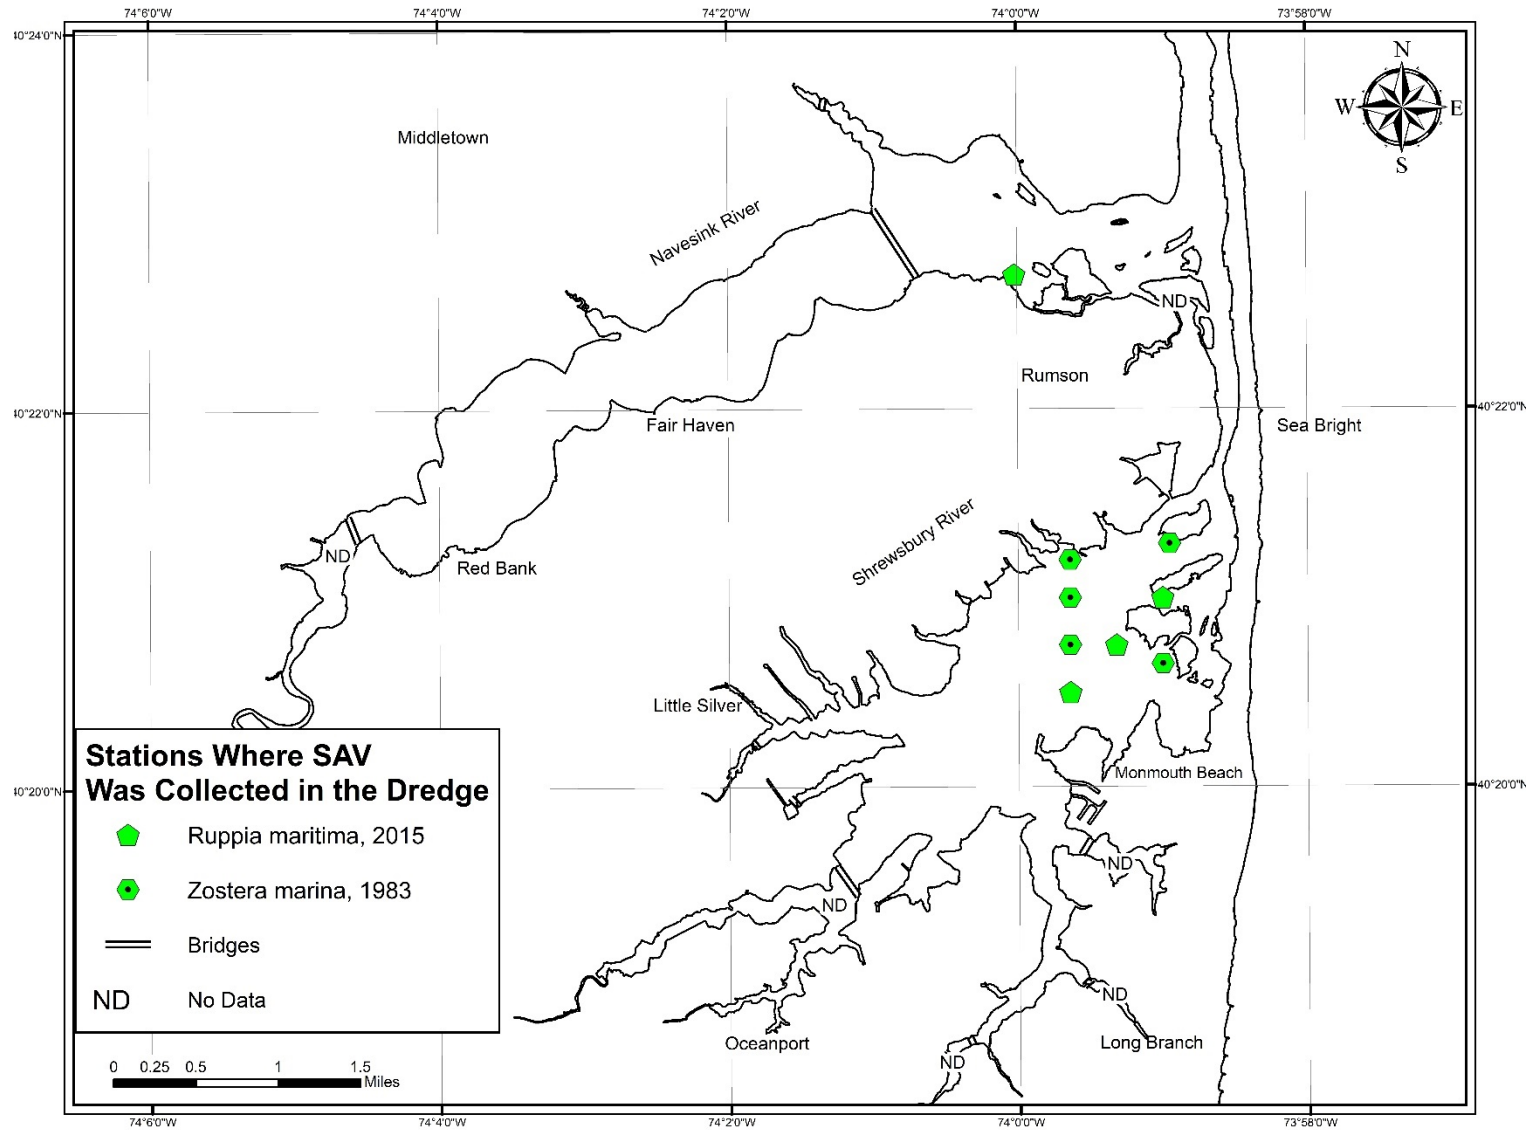 74°6'0"W 74°4'0"W 74°2'0"W 74°0'0"W 73°58'0"W
40°24'0"N
N
W E
S
Middletown
Navesink River
ND
Rumson
40°22'0"N 40°22'0"N
Fair Haven
Sea Bright
Shrewsbury River
ND
Red Bank
Little Silver
Monmouth Beach
40°20'0"N 40°20'0"N
ND
ND
ND
Oceanport
Long Branch
ND
Stations Where SAV
Was Collected in the Dredge
Ruppia maritima, 2015
Zostera marina, 1983
Bridges
ND No Data
0 0.25 0.5 1 1.5
Miles
74°6'0"W 74°4'0"W 74°2'0"W 74°0'0"W 73°58'0"W